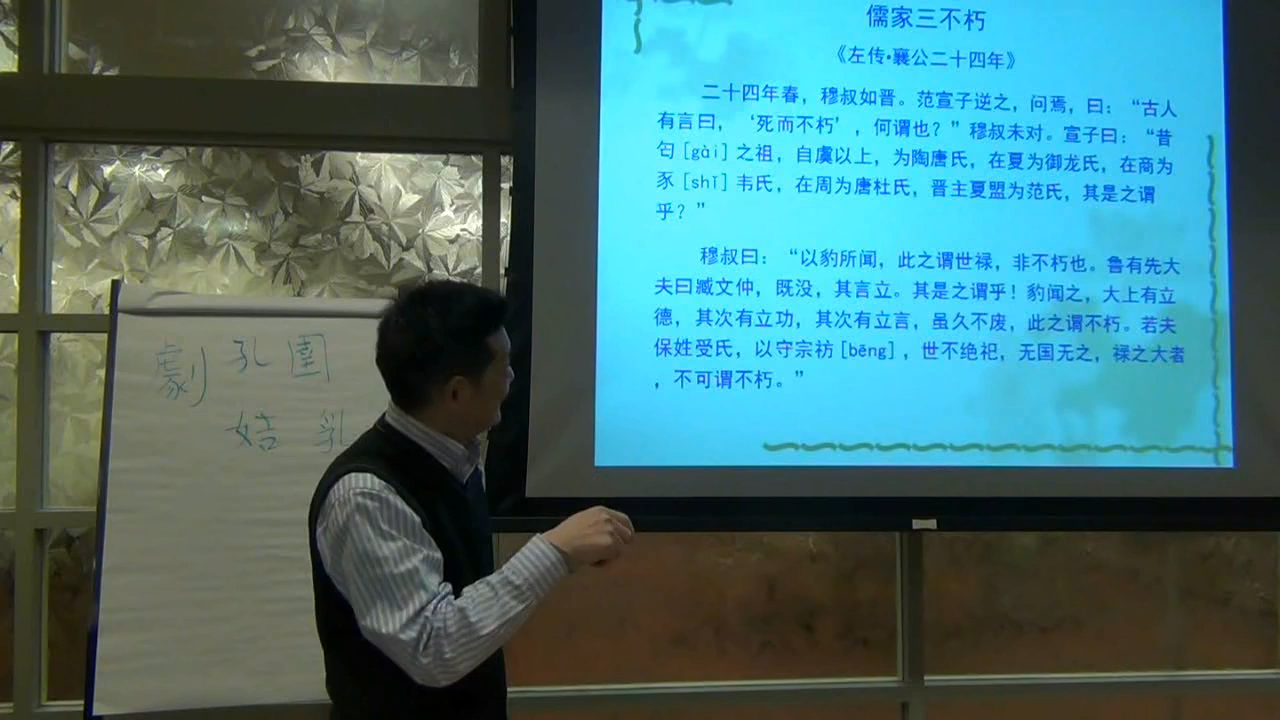 儒家三不朽
《左传•襄公二十四年》
二十四年春，穆叔如晋。范宣子逆之，问焉，曰：“古人
有言曰，‘死而不朽’，何谓也？”穆叔未对。宣子曰：“昔
匄[gài]之祖，自虞以上，为陶唐氏，在夏为御龙氏，在商为
豕[shǐ]韦氏，在周为唐杜氏，晋主夏盟为范氏，其是之谓
乎？”
穆叔曰：“以豹所闻，此之谓世禄，非不朽也。鲁有先大
夫曰臧文仲，既没，其言立。其是之谓乎！豹闻之，大上有立
德，其次有立功，其次有立言，虽久不废，此之谓不朽。若夫
保姓受氏，以守宗祊[bēng]，世不绝祀，无国无之，禄之大者
，不可谓不朽。”
劇 孔 圉
姞 乳